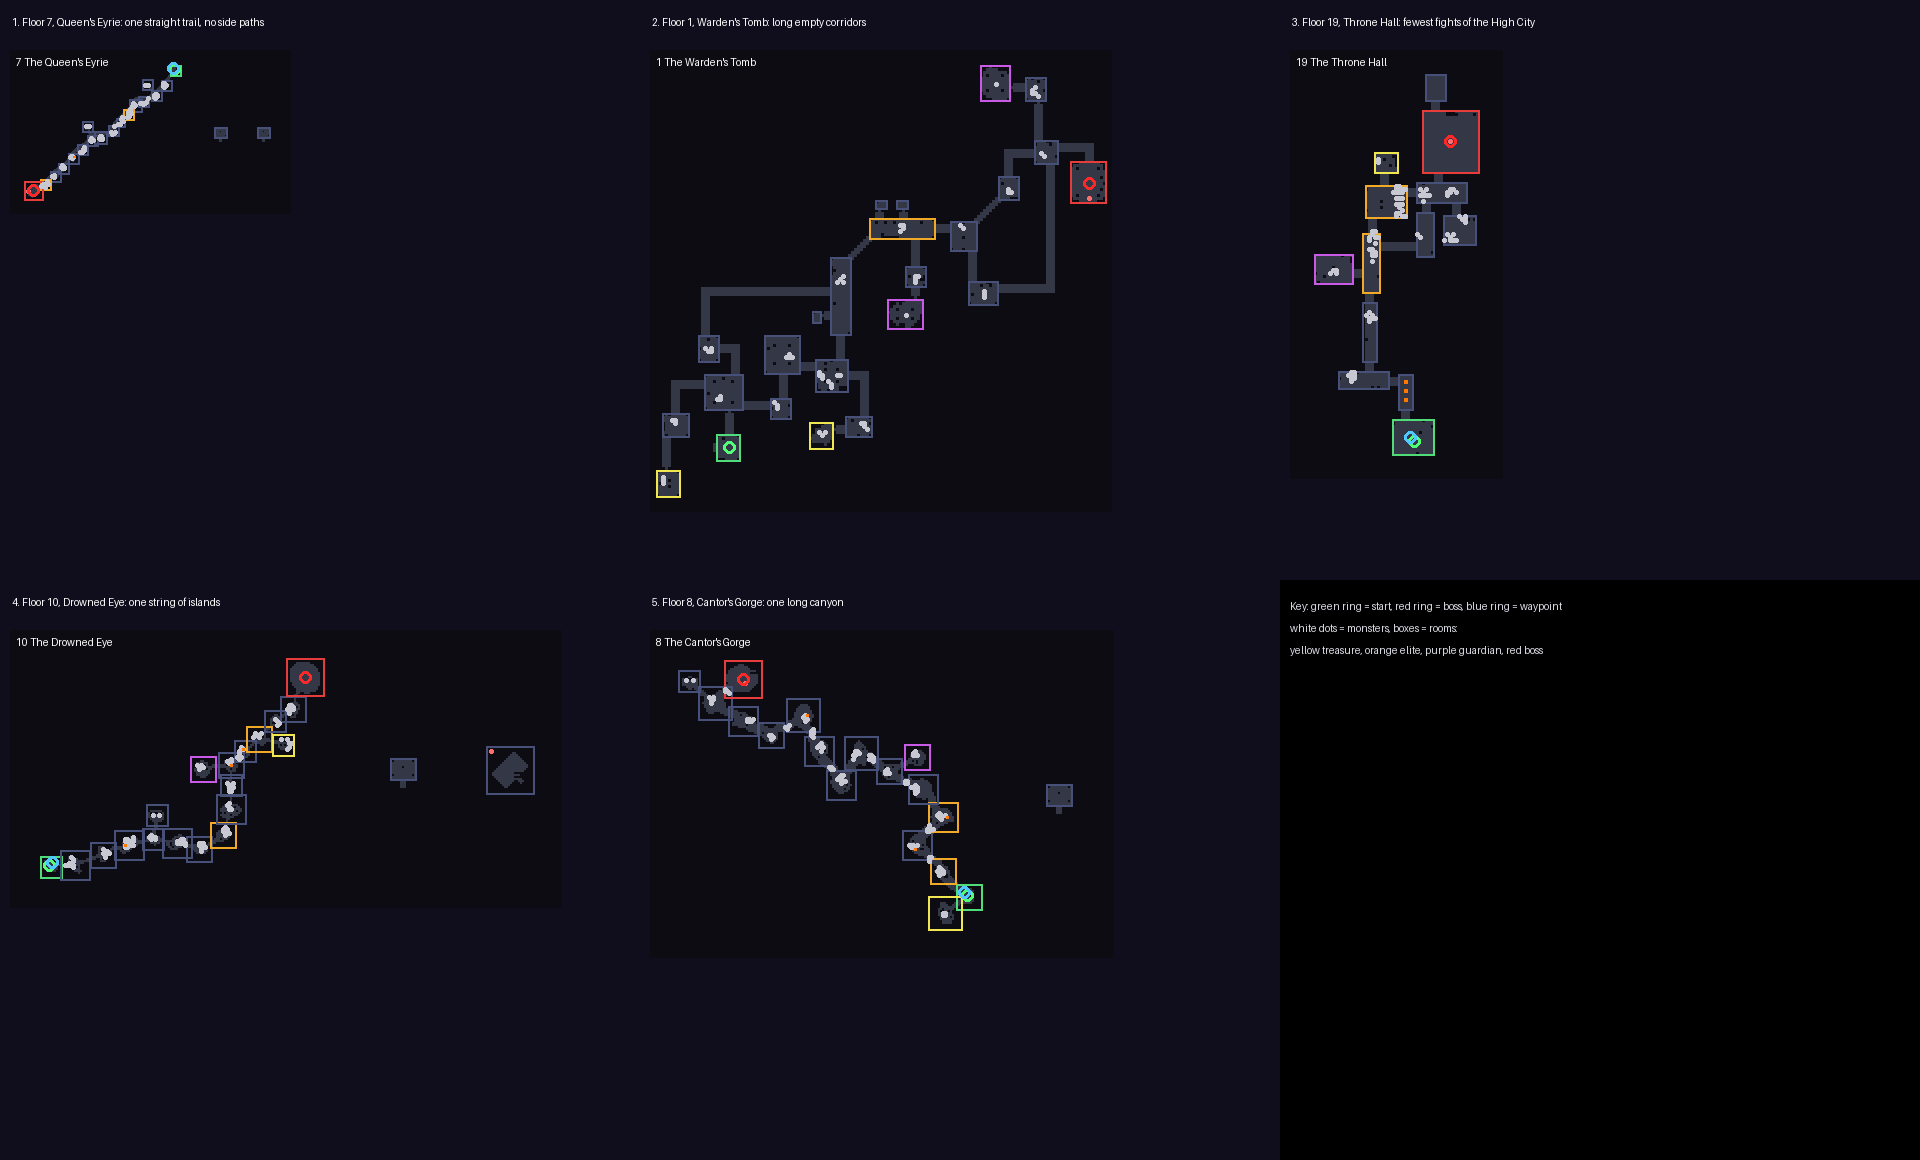 1. Floor 7, Queen's Eyrie: one straight trail, no side paths
7 The Queen's Eyrie
2. Floor 1, Warden's Tomb: long empty corridors
1 The Warden's Tomb
3. Floor 19, Throne Hall: fewest fights of the High City
19 The Throne Hall
4. Floor 10, Drowned Eye: one string of islands
10 The Drowned Eye
5. Floor 8, Cantor's Gorge: one long canyon
8 The Cantor's Gorge
Key: green ring = start, red ring = boss, blue ring = waypoint
white dots = monsters, boxes = rooms:
yellow treasure, orange elite, purple guardian, red boss